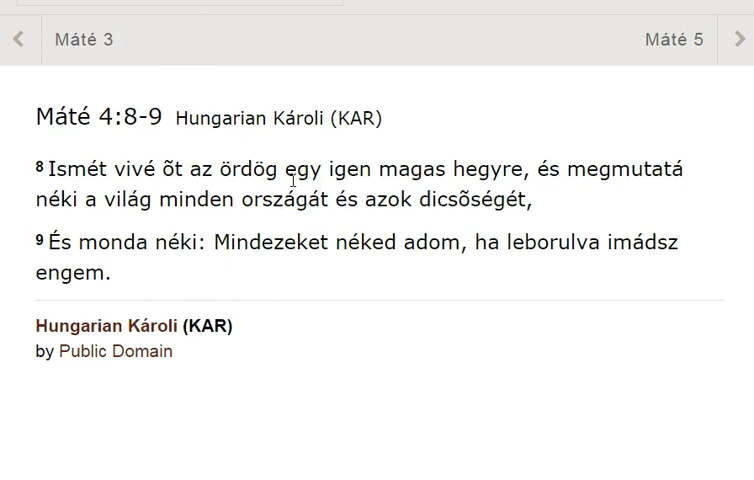 Máté 3
Máté 5
Máté 4:8-9 Hungarian Károli (KAR)
8 Ismét vivé õt az ördög egy igen magas hegyre, és megmutatá
néki a világ minden országát és azok dicsõségét,
9 És monda néki: Mindezeket néked adom, ha leborulva imádsz
engem.
Hungarian Károli (KAR)
by Public Domain